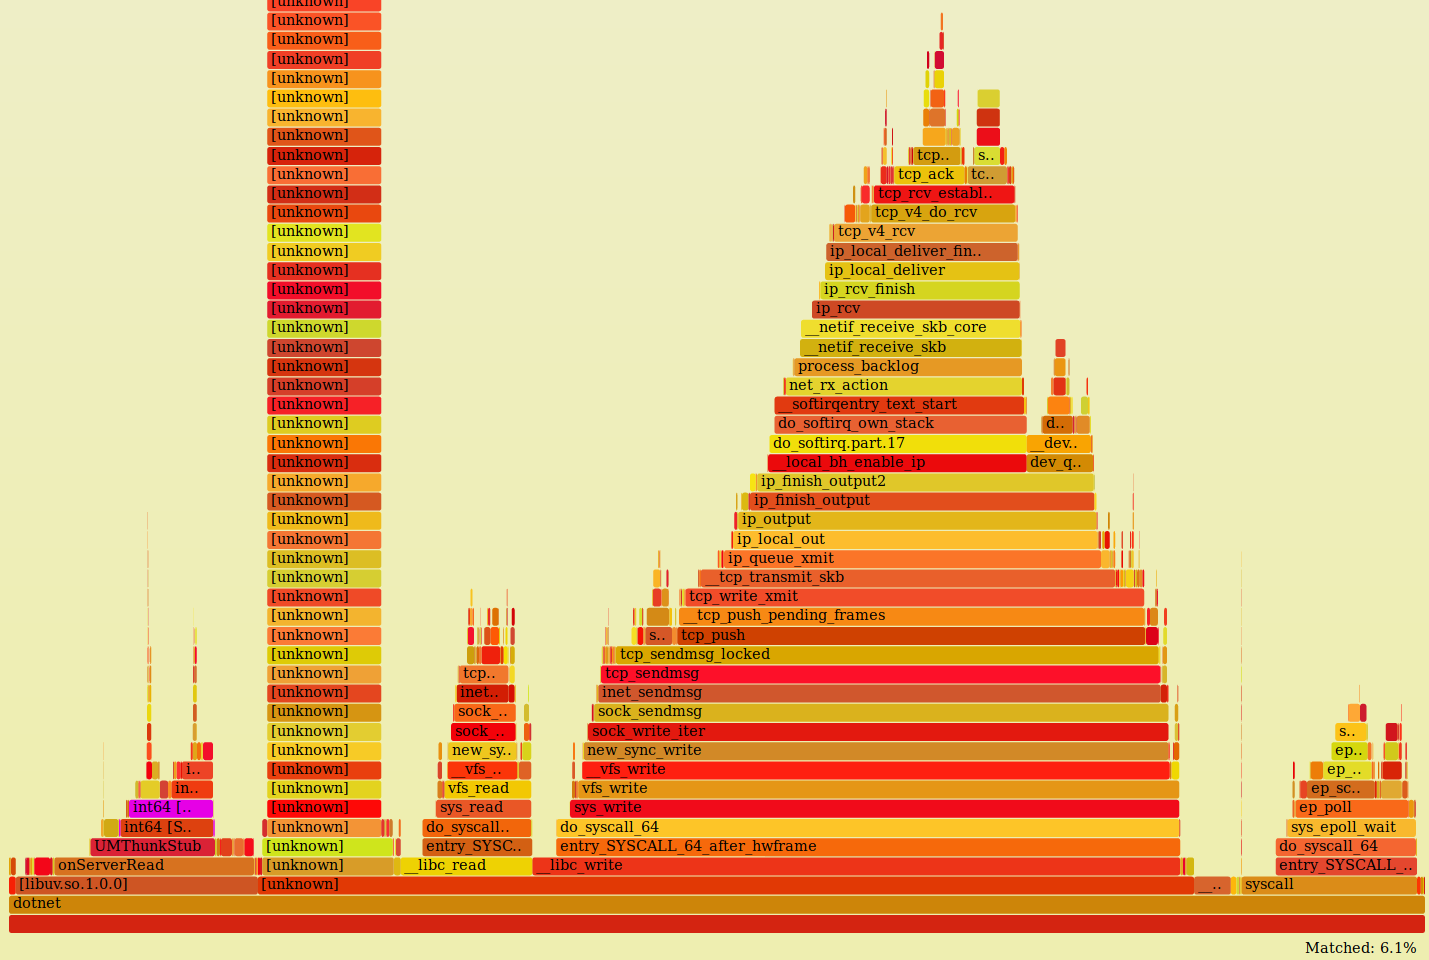 [unknown]
[unknown]
[unknown]
[unknown]
[unknown]
[unknown]
[unknown]
[unknown]
[unknown] tcp.. s..
[unknown] tcp_ack tc..
[unknown] tcp_rcv_establ..
[unknown] tcp_v4_do_rcv
[unknown] tcp_v4_rcv
[unknown] ip_local_deliver_fin..
[unknown] ip_local_deliver
[unknown] ip_rcv_finish
[unknown] ip_rcv
[unknown] __netif_receive_skb_core
[unknown] __netif_receive_skb
[unknown] process_backlog
[unknown] net_rx_action
[unknown] __softirqentry_text_start
[unknown] do_softirq_own_stack d..
[unknown] do_softirq.part.17 __dev..
[unknown] __local_bh_enable_ip dev_q..
[unknown] ip_finish_output2
[unknown] ip_finish_output
[unknown] ip_output
[unknown] ip_local_out
[unknown] ip_queue_xmit
[unknown] __tcp_transmit_skb
[unknown] tcp_write_xmit
[unknown] __tcp_push_pending_frames
[unknown] s.. tcp_push
[unknown] tcp_sendmsg_locked
[unknown] tcp.. tcp_sendmsg
[unknown] inet.. inet_sendmsg
[unknown] sock_.. sock_sendmsg
[unknown] sock_.. sock_write_iter s..
[unknown] new_sy.. new_sync_write ep..
i.. [unknown] __vfs_.. __vfs_write ep_..
in.. [unknown] vfs_read vfs_write ep_sc..
int64 [.. [unknown] sys_read sys_write ep_poll
int64 [S.. [unknown] do_syscall.. do_syscall_64 sys_epoll_wait
UMThunkStub [unknown] entry_SYSC.. entry_SYSCALL_64_after_hwframe do_syscall_64
onServerRead [unknown] __libc_read __libc_write entry_SYSCALL_..
[libuv.so.1.0.0] [unknown] __.. syscall
dotnet
Matched: 6.1%